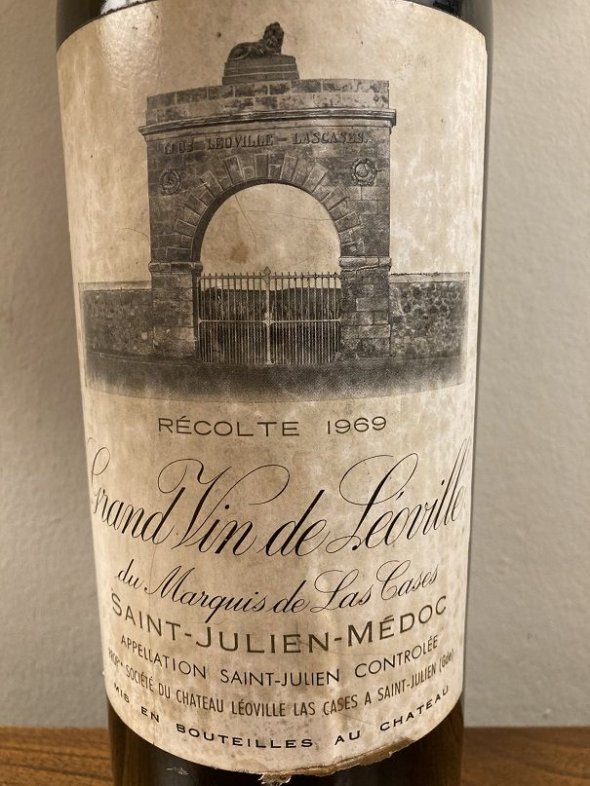 CLOS LÉOVILLE - LASCASES
RÉCOLTE 1969
Grand Vin de Léoville
du Marquis de Las Cases
SAINT-JULIEN-MÉDOC
APPELLATION SAINT-JULIEN CONTROLÉE
SOCIÉTÉ DU CHATEAU LÉOVILLE LAS CASES A SAINT-JULIEN (Gde)
MIS EN BOUTEILLES AU CHATEAU